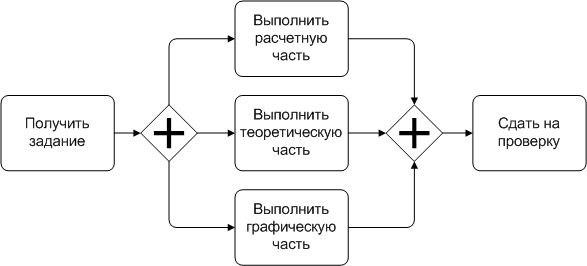 Получить
задание
Выполнить
расчетную
часть
Выполнить
теоретическую
часть
Выполнить
графическую
часть
Сдать на
проверку